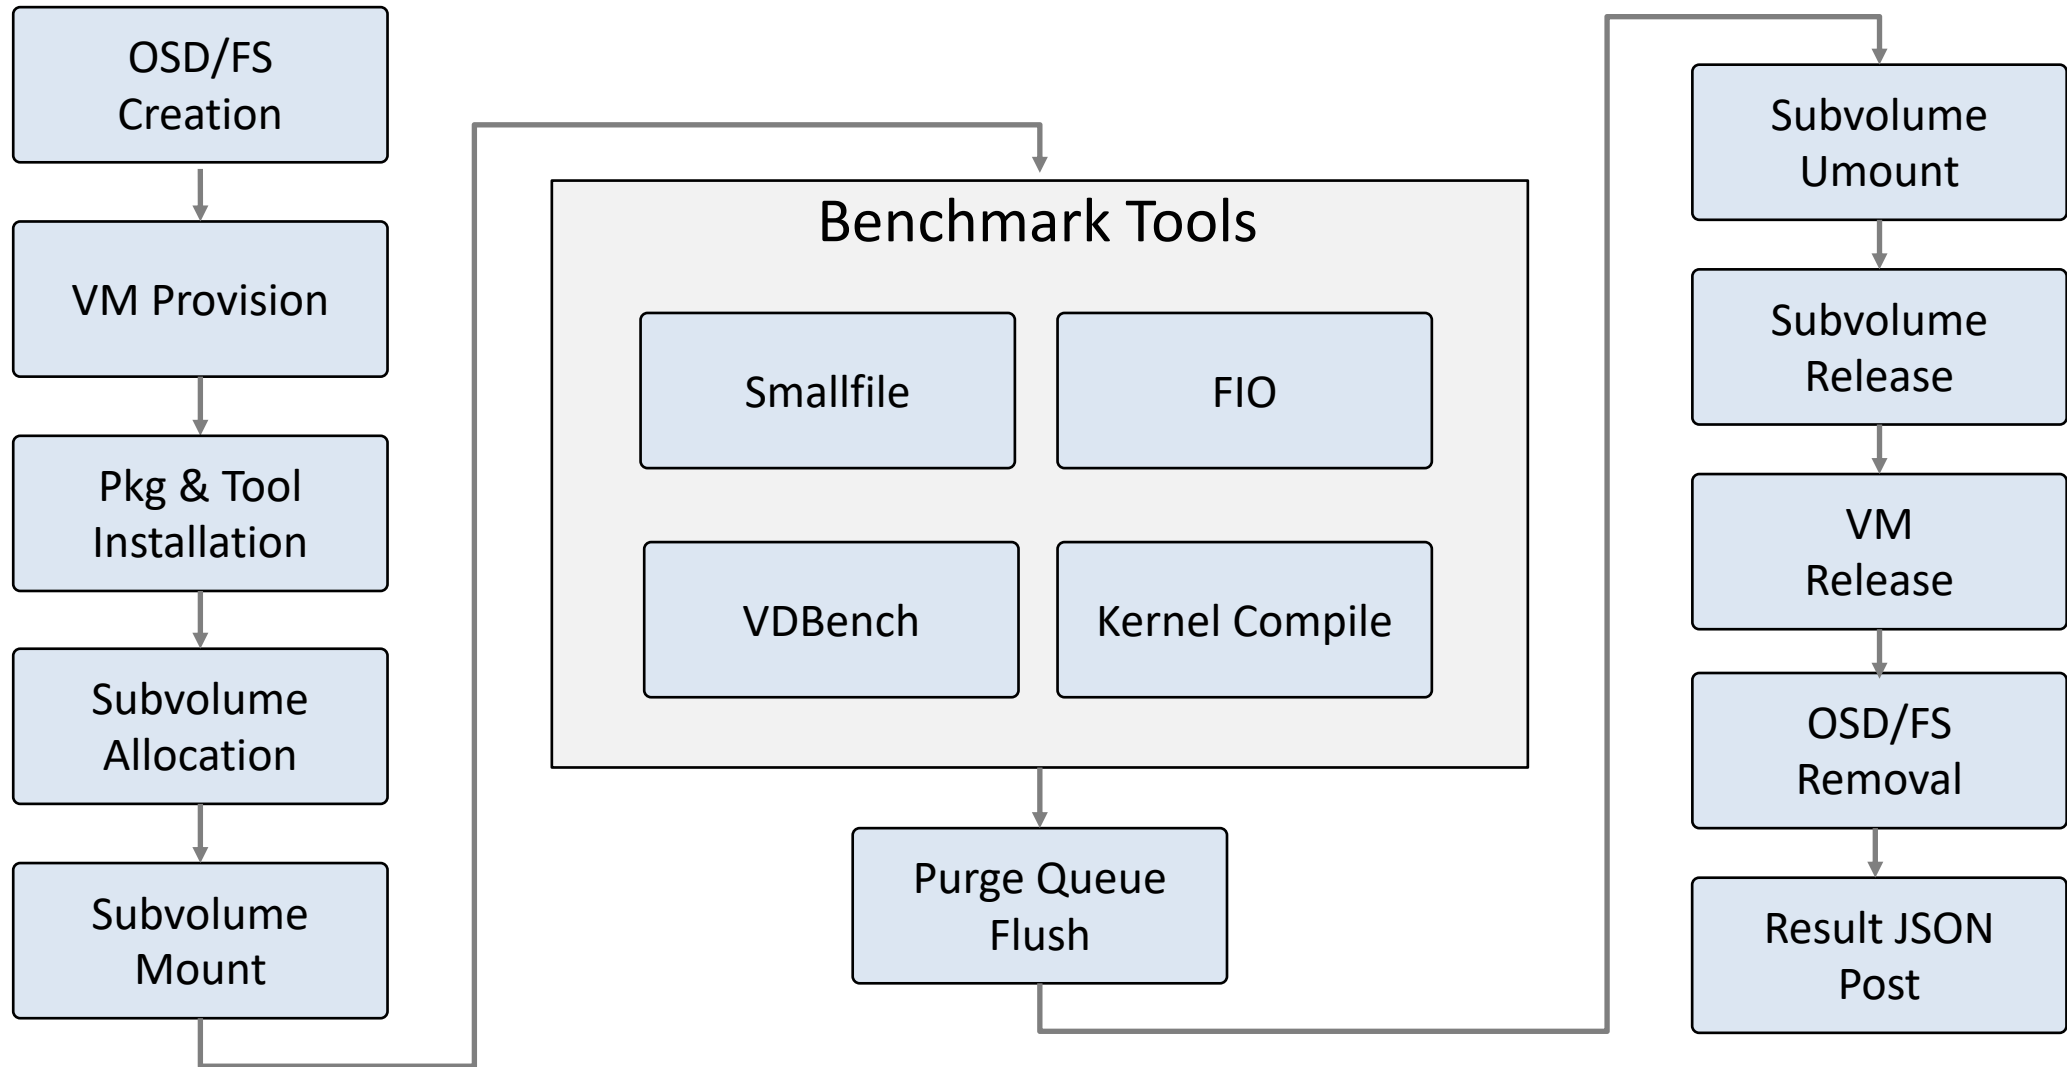 OSD/FS
Creation
VM Provision
Pkg & Tool
Installation
Subvolume
Allocation
Subvolume
Mount
Benchmark Tools
Smallfile
FIO
VDBench
Kernel Compile
Purge Queue
Flush
Subvolume
Umount
Subvolume
Release
VM
Release
OSD/FS
Removal
Result JSON
Post